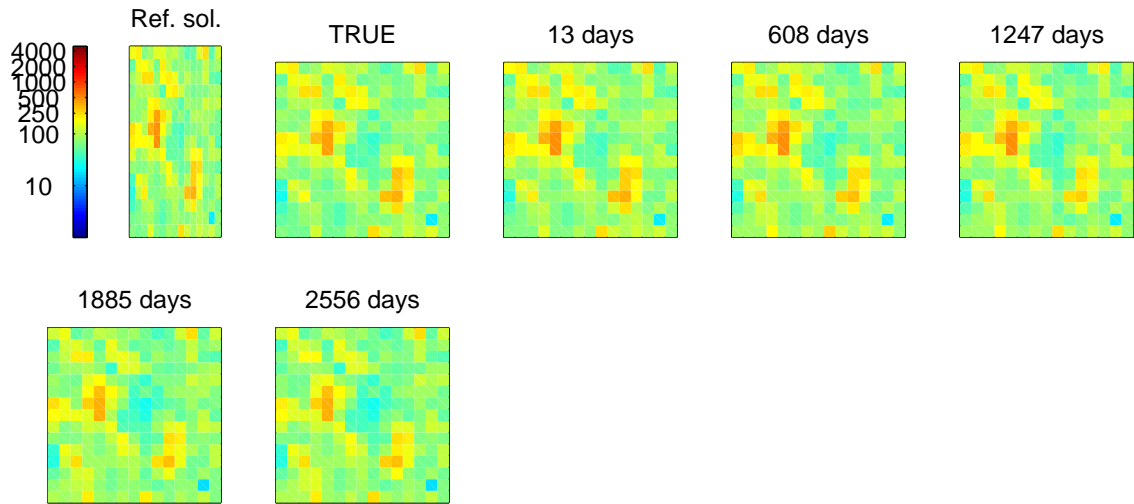 Ref. sol.
TRUE
13 days
608 days
1247 days
4000
2000
1000
500
250
100
10
1885 days
2556 days